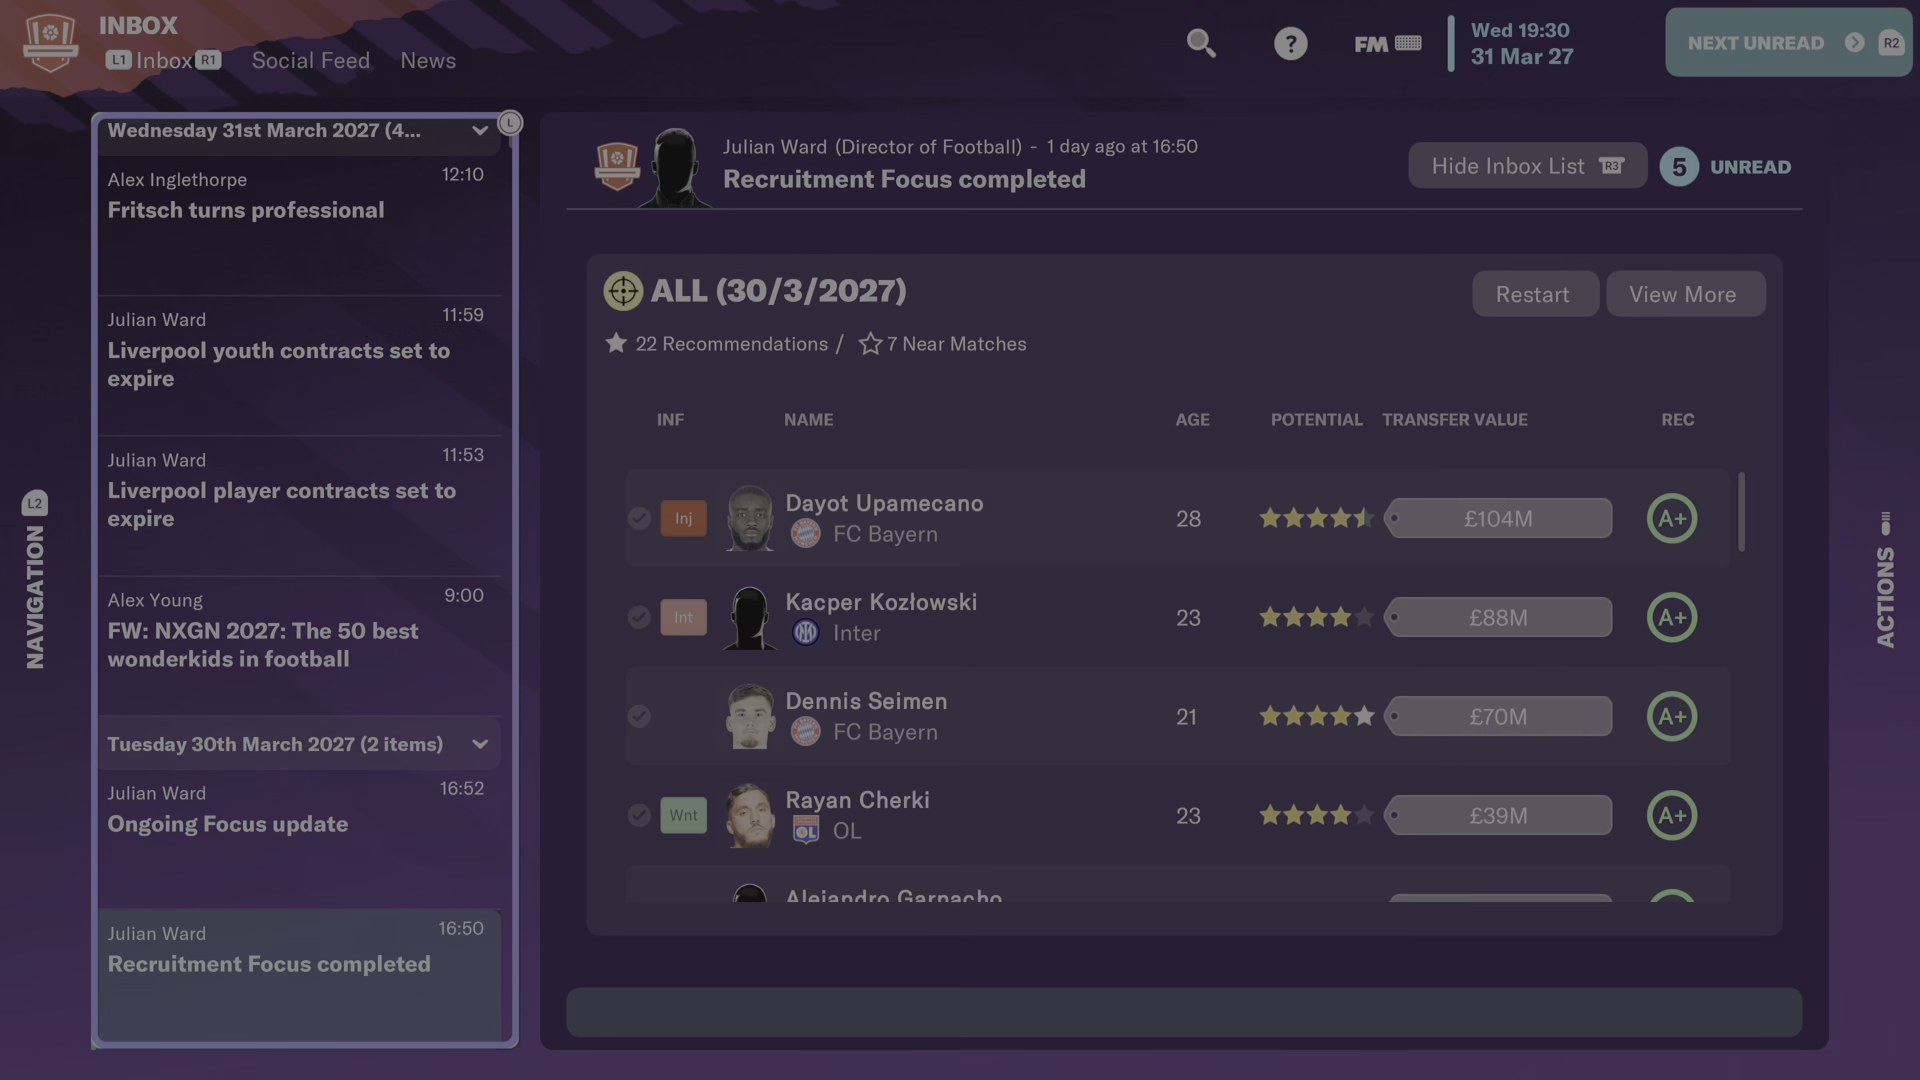 INBOX
L1 Inbox R1 Social Feed News
FM
Wed 19:30
31 Mar 27
NEXT UNREAD R2
L
Wednesday 31st March 2027 (4...
Alex Inglethorpe 12:10
Fritsch turns professional
Julian Ward 11:59
Liverpool youth contracts set to
expire
Julian Ward 11:53
Liverpool player contracts set to
expire
Alex Young 9:00
FW: NXGN 2027: The 50 best
wonderkids in football
Tuesday 30th March 2027 (2 items)
Julian Ward 16:52
Ongoing Focus update
Julian Ward 16:50
Recruitment Focus completed
L2
NAVIGATION
Julian Ward (Director of Football) - 1 day ago at 16:50
Recruitment Focus completed
Hide Inbox List R3
5 UNREAD
ALL (30/3/2027)
Restart View More
22 Recommendations / 7 Near Matches
INF NAME AGE POTENTIAL TRANSFER VALUE REC
Inj Dayot Upamecano 28 £104M A+
FC Bayern
Int Kacper Kozłowski 23 £88M A+
Inter
Dennis Seimen 21 £70M A+
FC Bayern
Wnt Rayan Cherki 23 £39M A+
OL
Alejandro Garnacho
ACTIONS